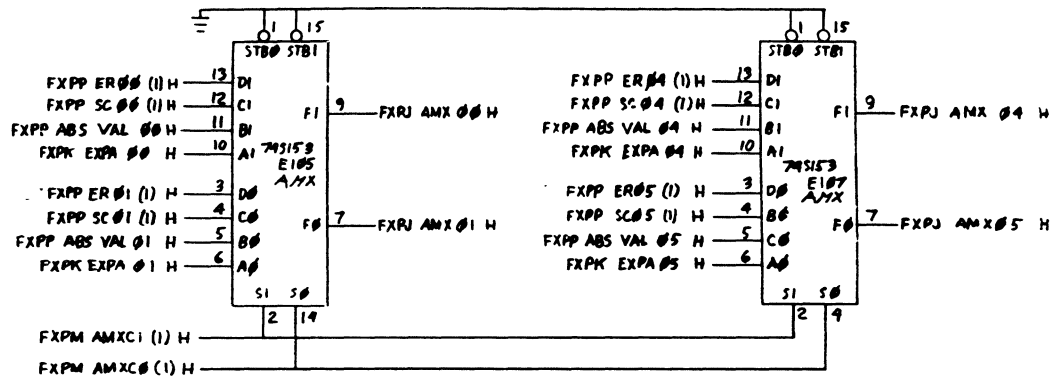 1 15
STBØ STB1
FXPP ERØØ (1) H 13 D1
FXPP SCØØ (1) H 12 C1
FXPP ABS VAL ØØ H 11 B1
FXPK EXPA ØØ H 10 A1
F1 9 FXPJ AMX ØØ H
74S153
E105
AMX
FXPP ERØ1 (1) H 3 DØ
FXPP SCØ1 (1) H 4 CØ
FXPP ABS VAL Ø1 H 5 BØ
FXPK EXPA Ø1 H 6 AØ
FØ 7 FXPJ AMX Ø1 H
S1 SØ
2 14
1 15
STBØ STB1
FXPP ERØ4 (1) H 13 D1
FXPP SCØ4 (1) H 12 C1
FXPP ABS VAL Ø4 H 11 B1
FXPK EXPA Ø4 H 10 A1
F1 9 FXPJ AMX Ø4 H
74S153
E107
AMX
FXPP ERØ5 (1) H 3 DØ
FXPP SCØ5 (1) H 4 BØ
FXPP ABS VAL Ø5 H 5 CØ
FXPK EXPA Ø5 H 6 AØ
FØ 7 FXPJ AMX Ø5 H
S1 SØ
2 4
FXPM AMXC1 (1) H
FXPM AMXCØ (1) H